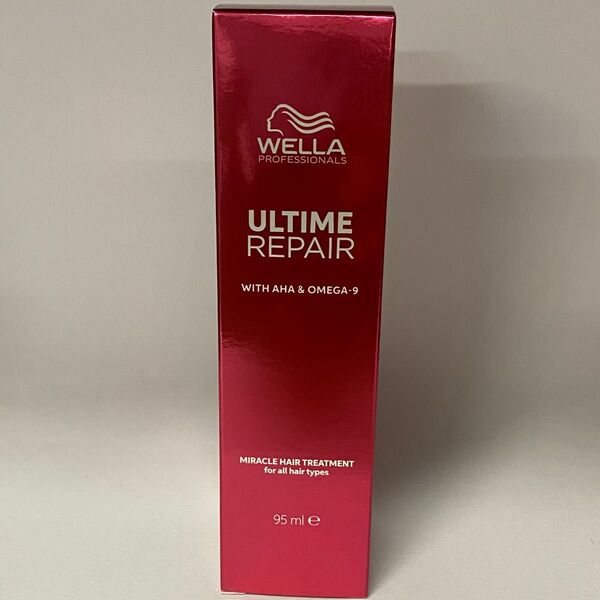 WELLA
PROFESSIONALS
ULTIME
REPAIR
WITH AHA & OMEGA-9
MIRACLE HAIR TREATMENT
for all hair types
95 ml ℮